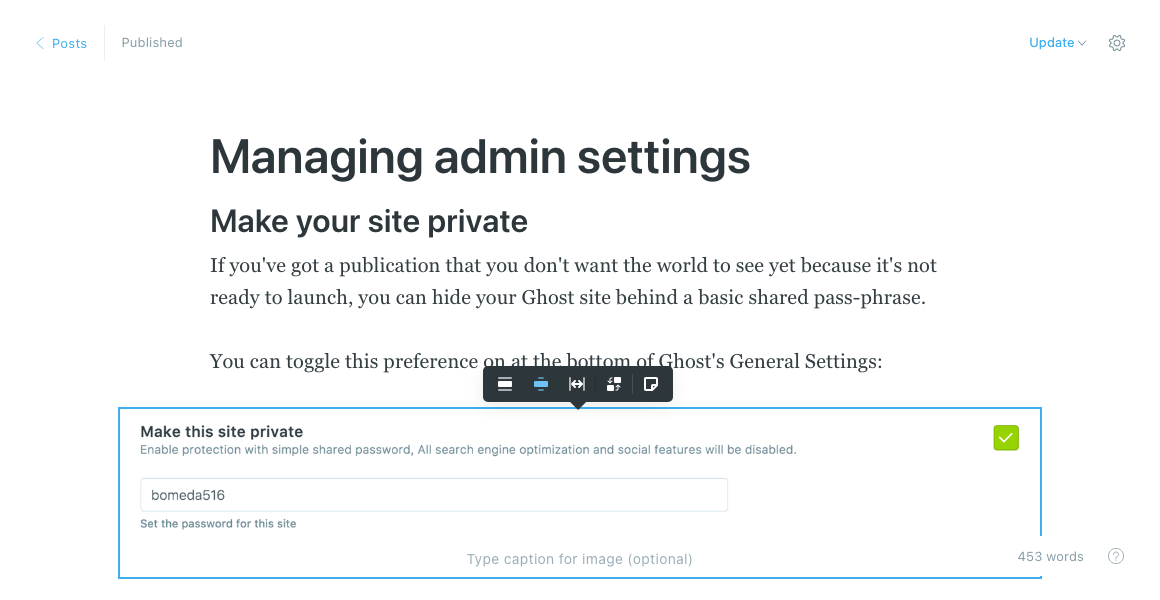 Posts
Published
Update
Managing admin settings
Make your site private
If you've got a publication that you don't want the world to see yet because it's not
ready to launch, you can hide your Ghost site behind a basic shared pass-phrase.
You can toggle this preference on at the bottom of Ghost's General Settings:
Make this site private
Enable protection with simple shared password, All search engine optimization and social features will be disabled.
bomeda516
Set the password for this site
Type caption for image (optional)
453 words
?